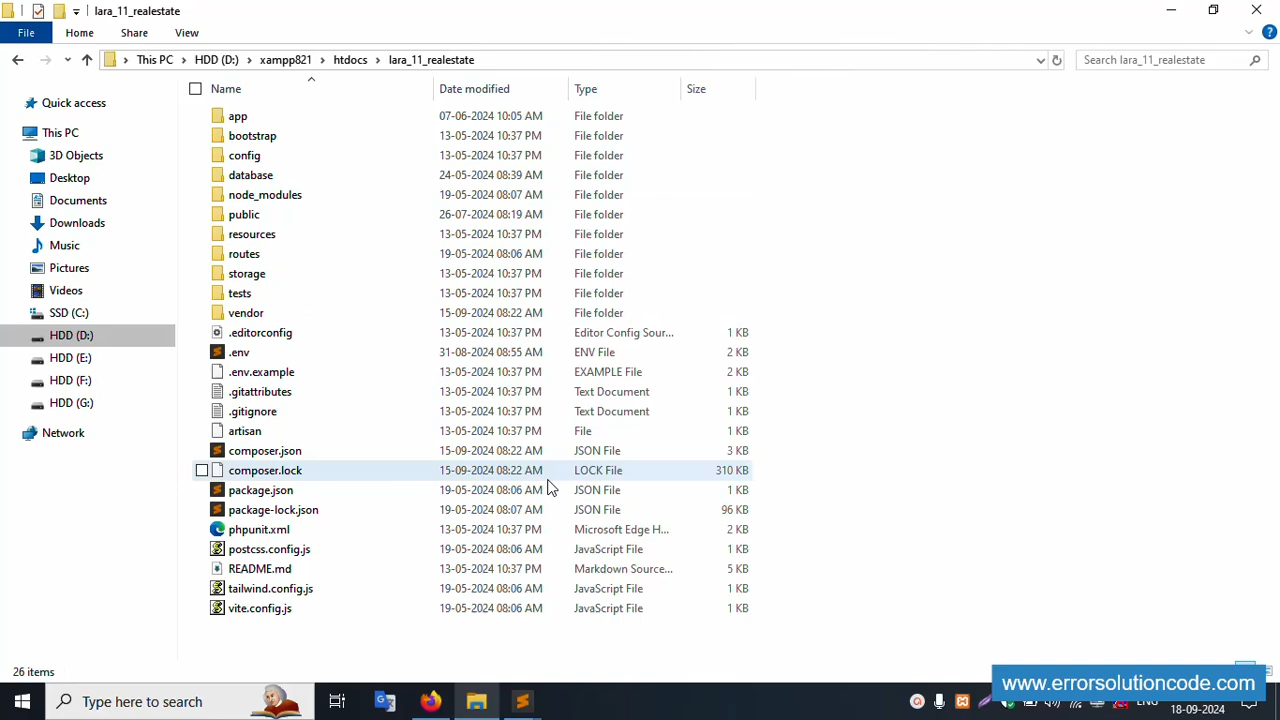 lara_11_realestate
File Home Share View
This PC HDD (D:) xampp821 htdocs lara_11_realestate Search lara_11_realestate
Name Date modified Type Size
Quick access
This PC
3D Objects
Desktop
Documents
Downloads
Music
Pictures
Videos
SSD (C:)
HDD (D:)
HDD (E:)
HDD (F:)
HDD (G:)
Network
app 07-06-2024 10:05 AM File folder
bootstrap 13-05-2024 10:37 PM File folder
config 13-05-2024 10:37 PM File folder
database 24-05-2024 08:39 AM File folder
node_modules 19-05-2024 08:07 AM File folder
public 26-07-2024 08:19 AM File folder
resources 13-05-2024 10:37 PM File folder
routes 19-05-2024 08:06 AM File folder
storage 13-05-2024 10:37 PM File folder
tests 13-05-2024 10:37 PM File folder
vendor 15-09-2024 08:22 AM File folder
.editorconfig 13-05-2024 10:37 PM Editor Config Sour... 1 KB
.env 31-08-2024 08:55 AM ENV File 2 KB
.env.example 13-05-2024 10:37 PM EXAMPLE File 2 KB
.gitattributes 13-05-2024 10:37 PM Text Document 1 KB
.gitignore 13-05-2024 10:37 PM Text Document 1 KB
artisan 13-05-2024 10:37 PM File 1 KB
composer.json 15-09-2024 08:22 AM JSON File 3 KB
composer.lock 15-09-2024 08:22 AM LOCK File 310 KB
package.json 19-05-2024 08:06 AM JSON File 1 KB
package-lock.json 19-05-2024 08:07 AM JSON File 96 KB
phpunit.xml 13-05-2024 10:37 PM Microsoft Edge H... 2 KB
postcss.config.js 19-05-2024 08:06 AM JavaScript File 1 KB
README.md 13-05-2024 10:37 PM Markdown Source... 5 KB
tailwind.config.js 19-05-2024 08:06 AM JavaScript File 1 KB
vite.config.js 19-05-2024 08:06 AM JavaScript File 1 KB
26 items
www.errorsolutioncode.com
Type here to search
18-09-2024